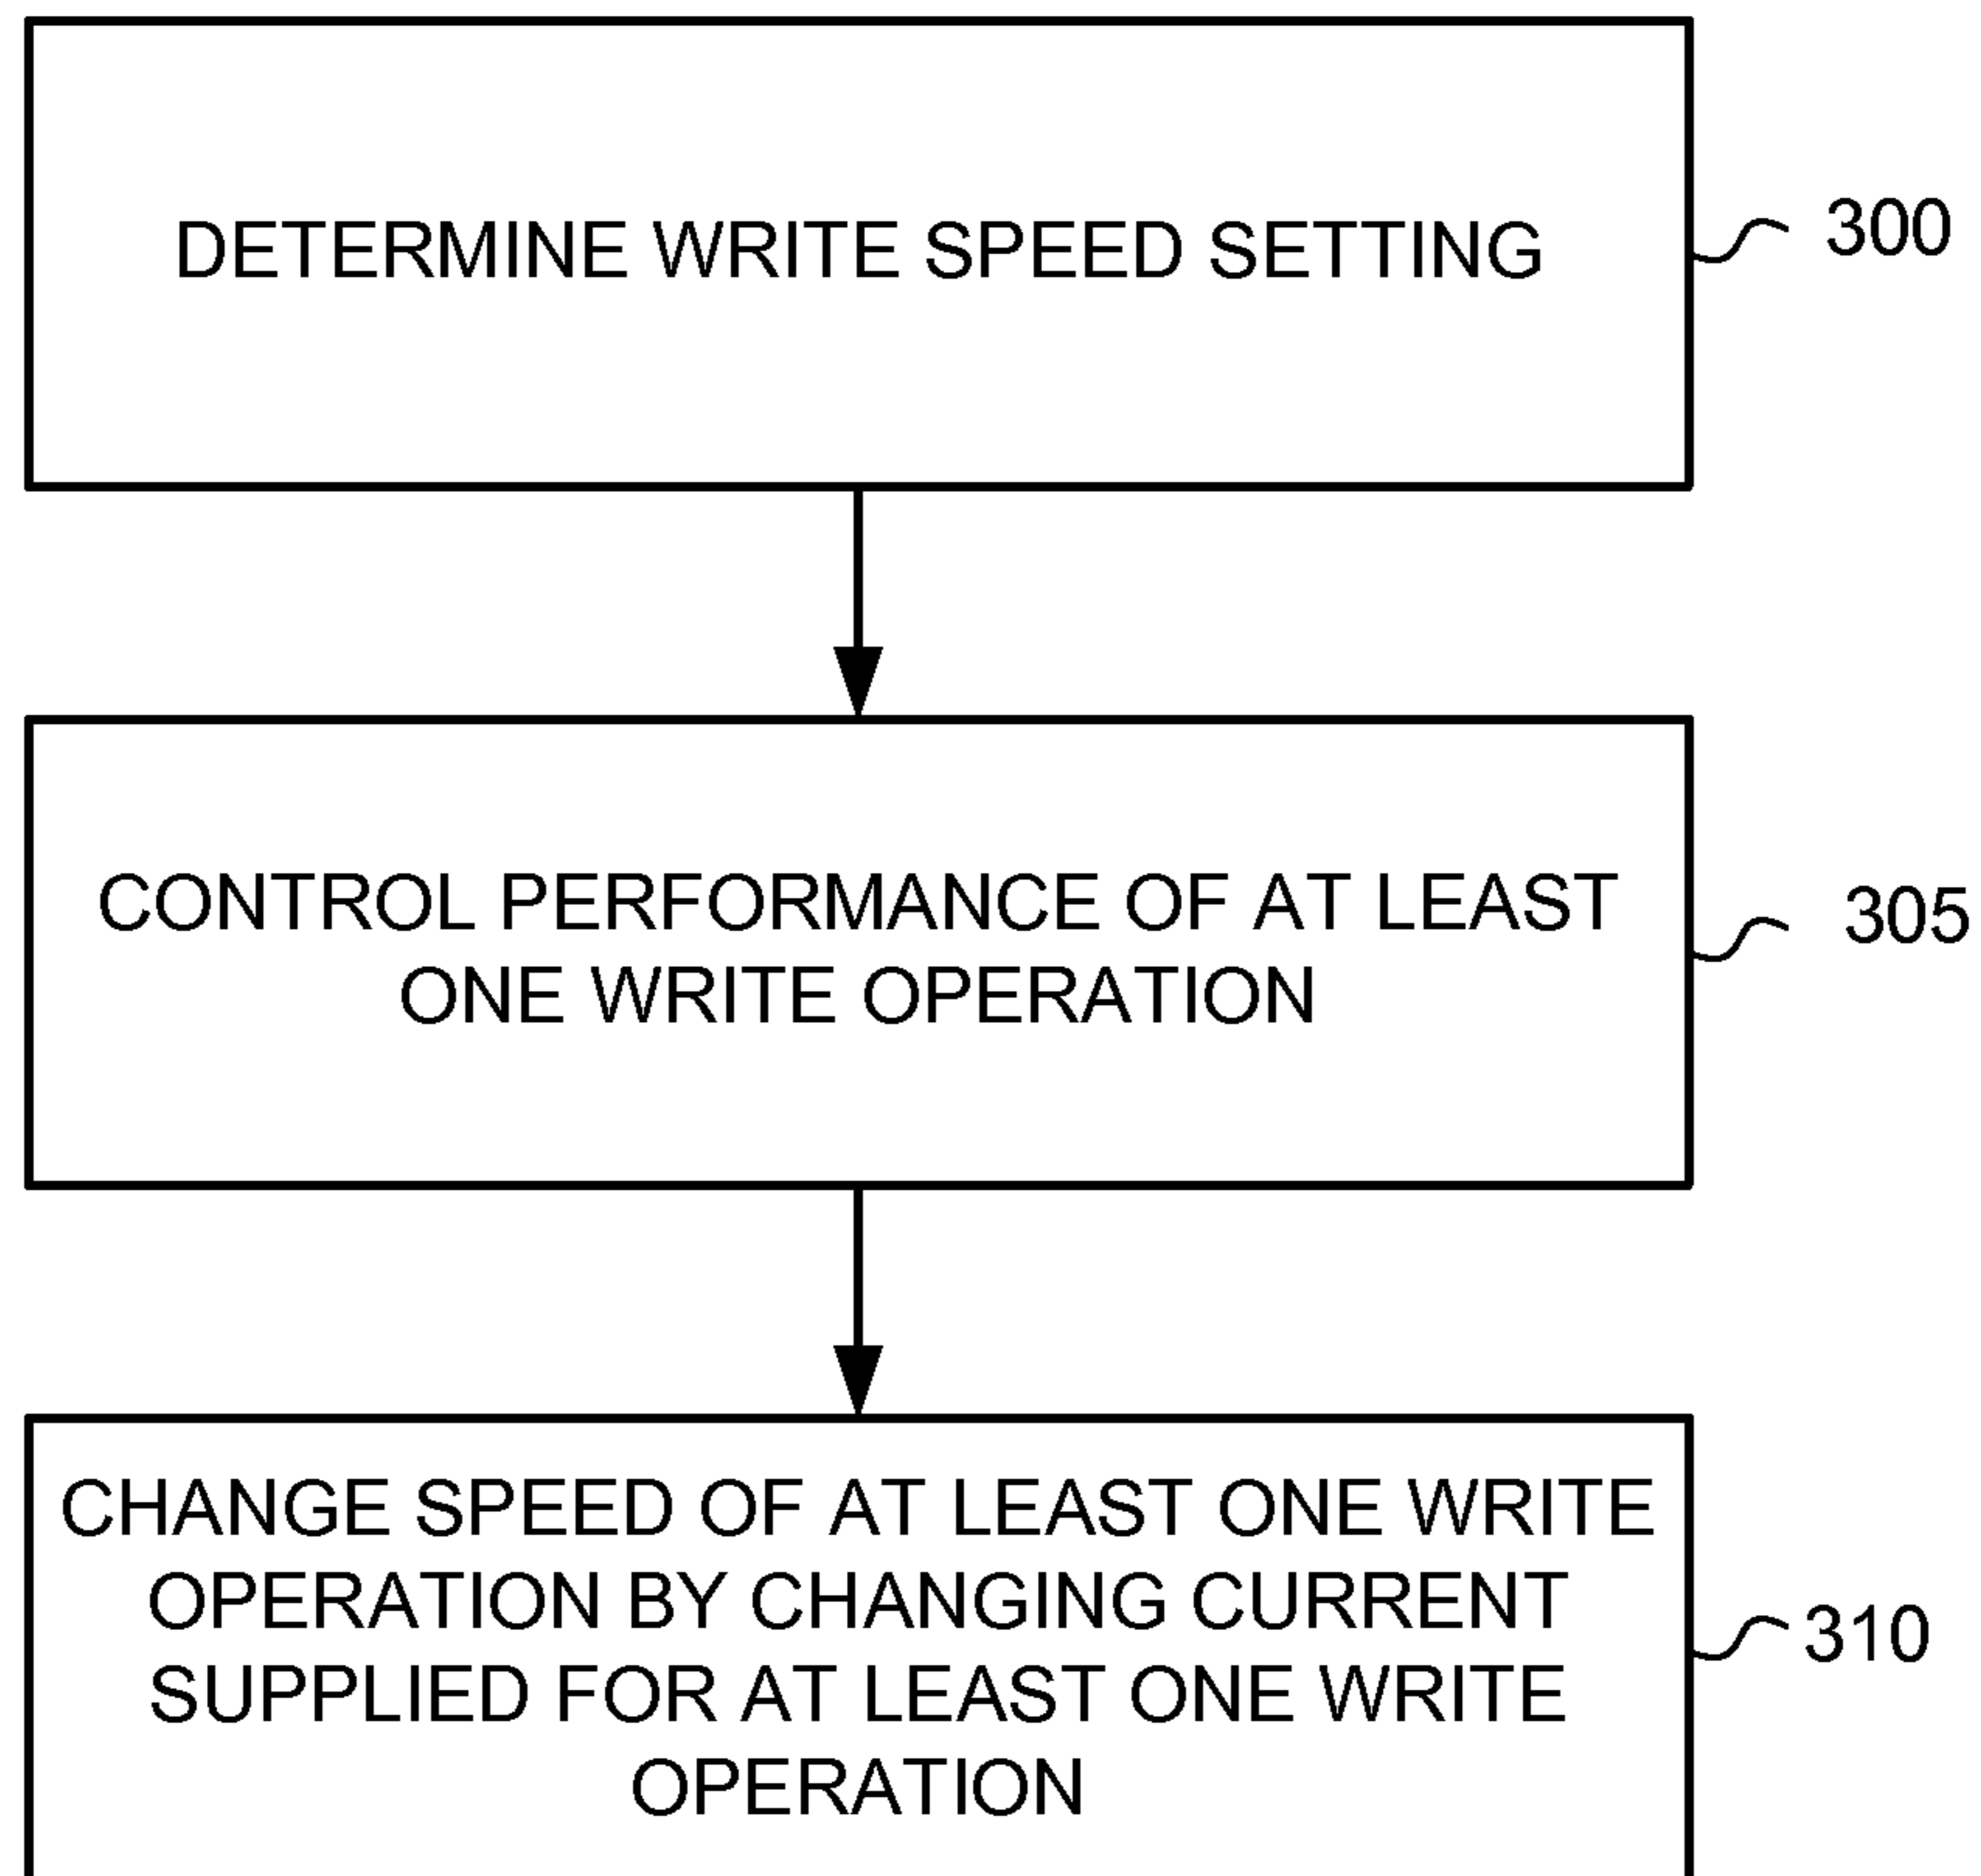 DETERMINE WRITE SPEED SETTING
300
CONTROL PERFORMANCE OF AT LEAST
ONE WRITE OPERATION
305
CHANGE SPEED OF AT LEAST ONE WRITE
OPERATION BY CHANGING CURRENT
SUPPLIED FOR AT LEAST ONE WRITE
OPERATION
310